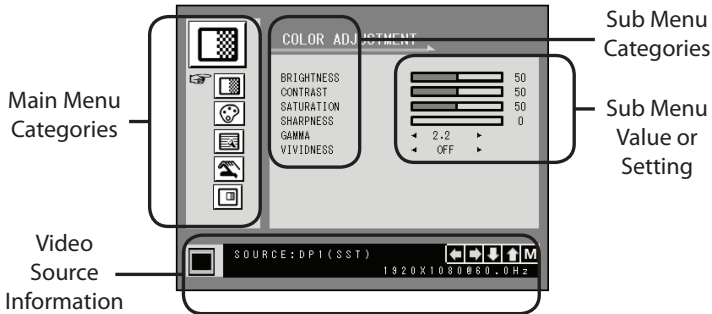 Main Menu
Categories
Sub Menu
Categories
COLOR ADJUSTMENT
BRIGHTNESS 50
CONTRAST 50
SATURATION 50
SHARPNESS 0
GAMMA ◄ 2.2 ►
VIVIDNESS ◄ OFF ►
Sub Menu
Value or
Setting
Video
Source
Information
SOURCE:DP1(SST) M
1920X1080@60.0Hz